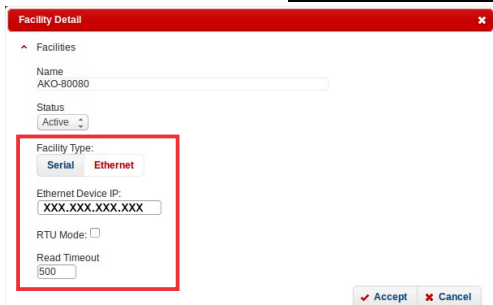 Facility Detail
Facilities
Name
AKO-80080
Status
Active
Facility Type:
Serial Ethernet
Ethernet Device IP:
XXX.XXX.XXX.XXX
RTU Mode:
Read Timeout
500
Accept Cancel